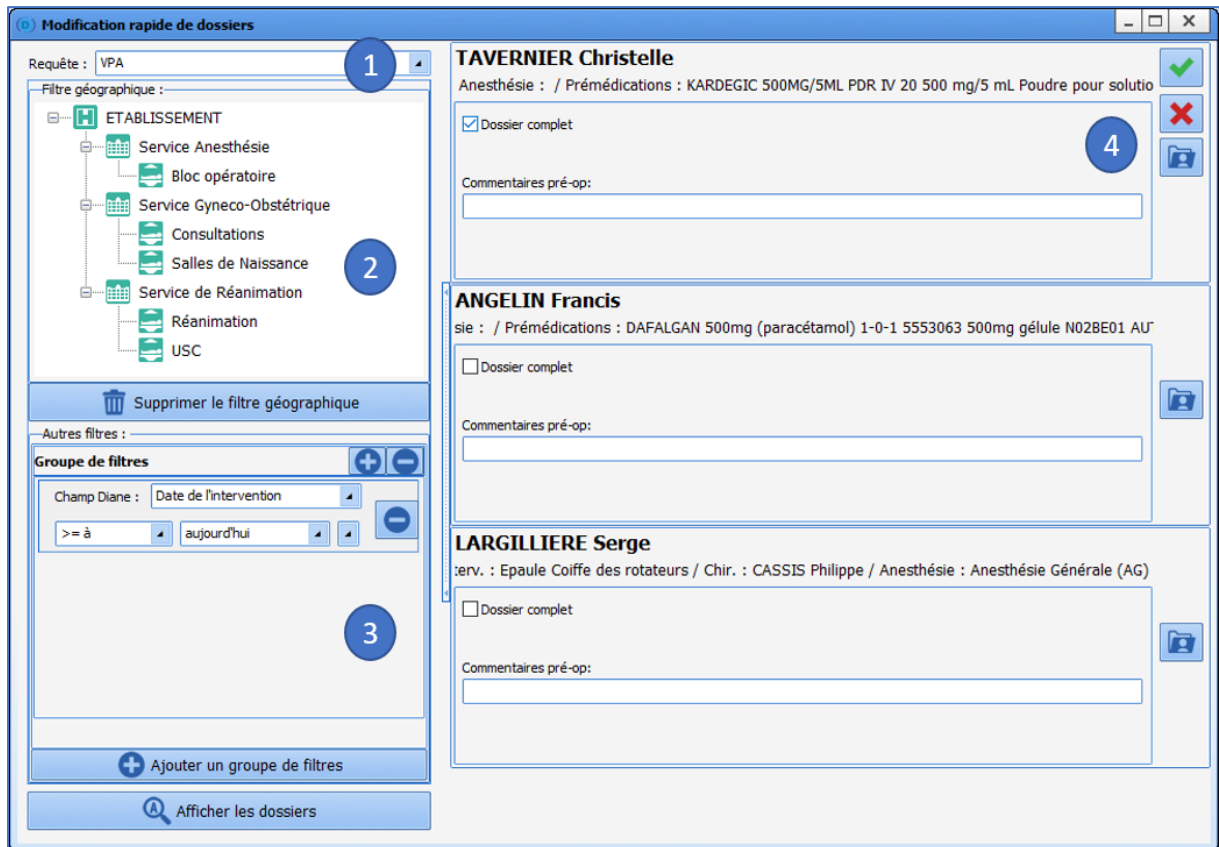 Modification rapide de dossiers
Requête : VPA
1
Filtre géographique :
ETABLISSEMENT
Service Anesthésie
Bloc opératoire
Service Gyneco-Obstétrique
Consultations
Salles de Naissance
2
Service de Réanimation
Réanimation
USC
Supprimer le filtre géographique
Autres filtres :
Groupe de filtres
Champ Diane : Date de l'intervention
>= à aujourd'hui
3
Ajouter un groupe de filtres
Afficher les dossiers
TAVERNIER Christelle
Anesthésie : / Prémédications : KARDEGIC 500MG/5ML PDR IV 20 500 mg/5 mL Poudre pour solutio
Dossier complet
4
Commentaires pré-op:
ANGELIN Francis
sie : / Prémédications : DAFALGAN 500mg (paracétamol) 1-0-1 5553063 500mg gélule N02BE01 AUT
Dossier complet
Commentaires pré-op:
LARGILLIERE Serge
terv. : Epaule Coiffe des rotateurs / Chir. : CASSIS Philippe / Anesthésie : Anesthésie Générale (AG)
Dossier complet
Commentaires pré-op: